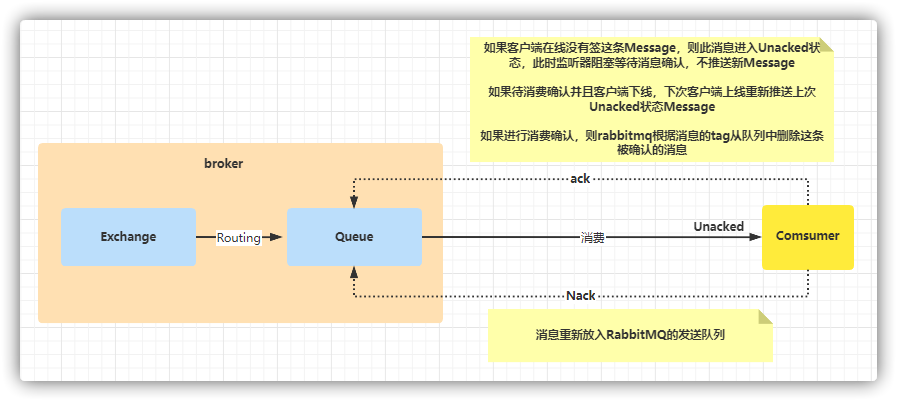 如果客户端在线没有签这条Message，则此消息进入Unacked状
态，此时监听器阻塞等待消息确认，不推送新Message
如果待消费确认并且客户端下线，下次客户端上线重新推送上次
Unacked状态Message
如果进行消费确认，则rabbitmq根据消息的tag从队列中删除这条
被确认的消息
broker
ack
Exchange
Routing
Queue
消费
Unacked
Comsumer
Nack
消息重新放入RabbitMQ的发送队列